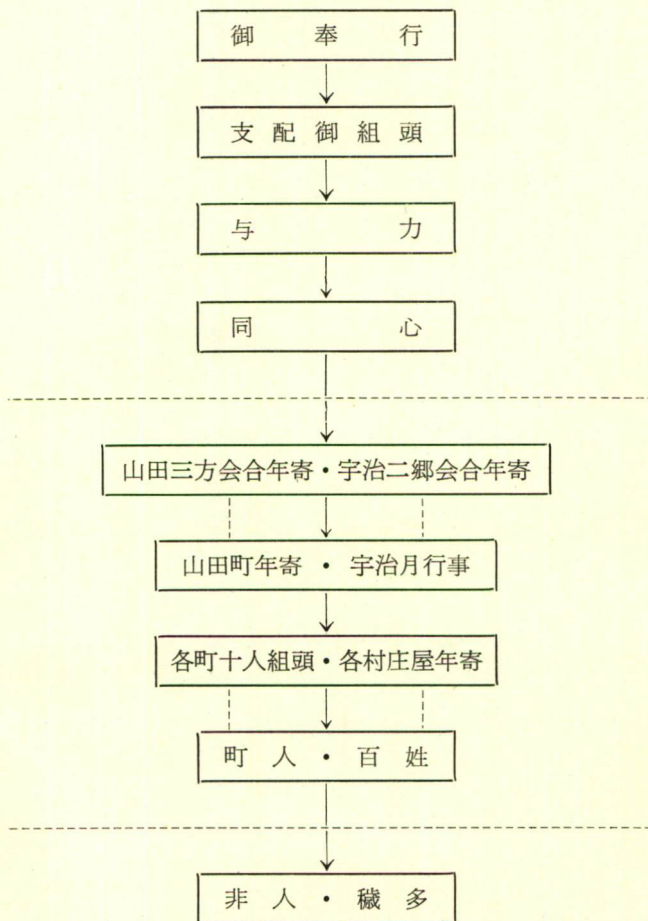 御奉行
支配御組頭
与力
同心
山田三方会合年寄・宇治二郷会合年寄
山田町年寄・宇治月行事
各町十人組頭・各村庄屋年寄
町人・百姓
非人・穢多